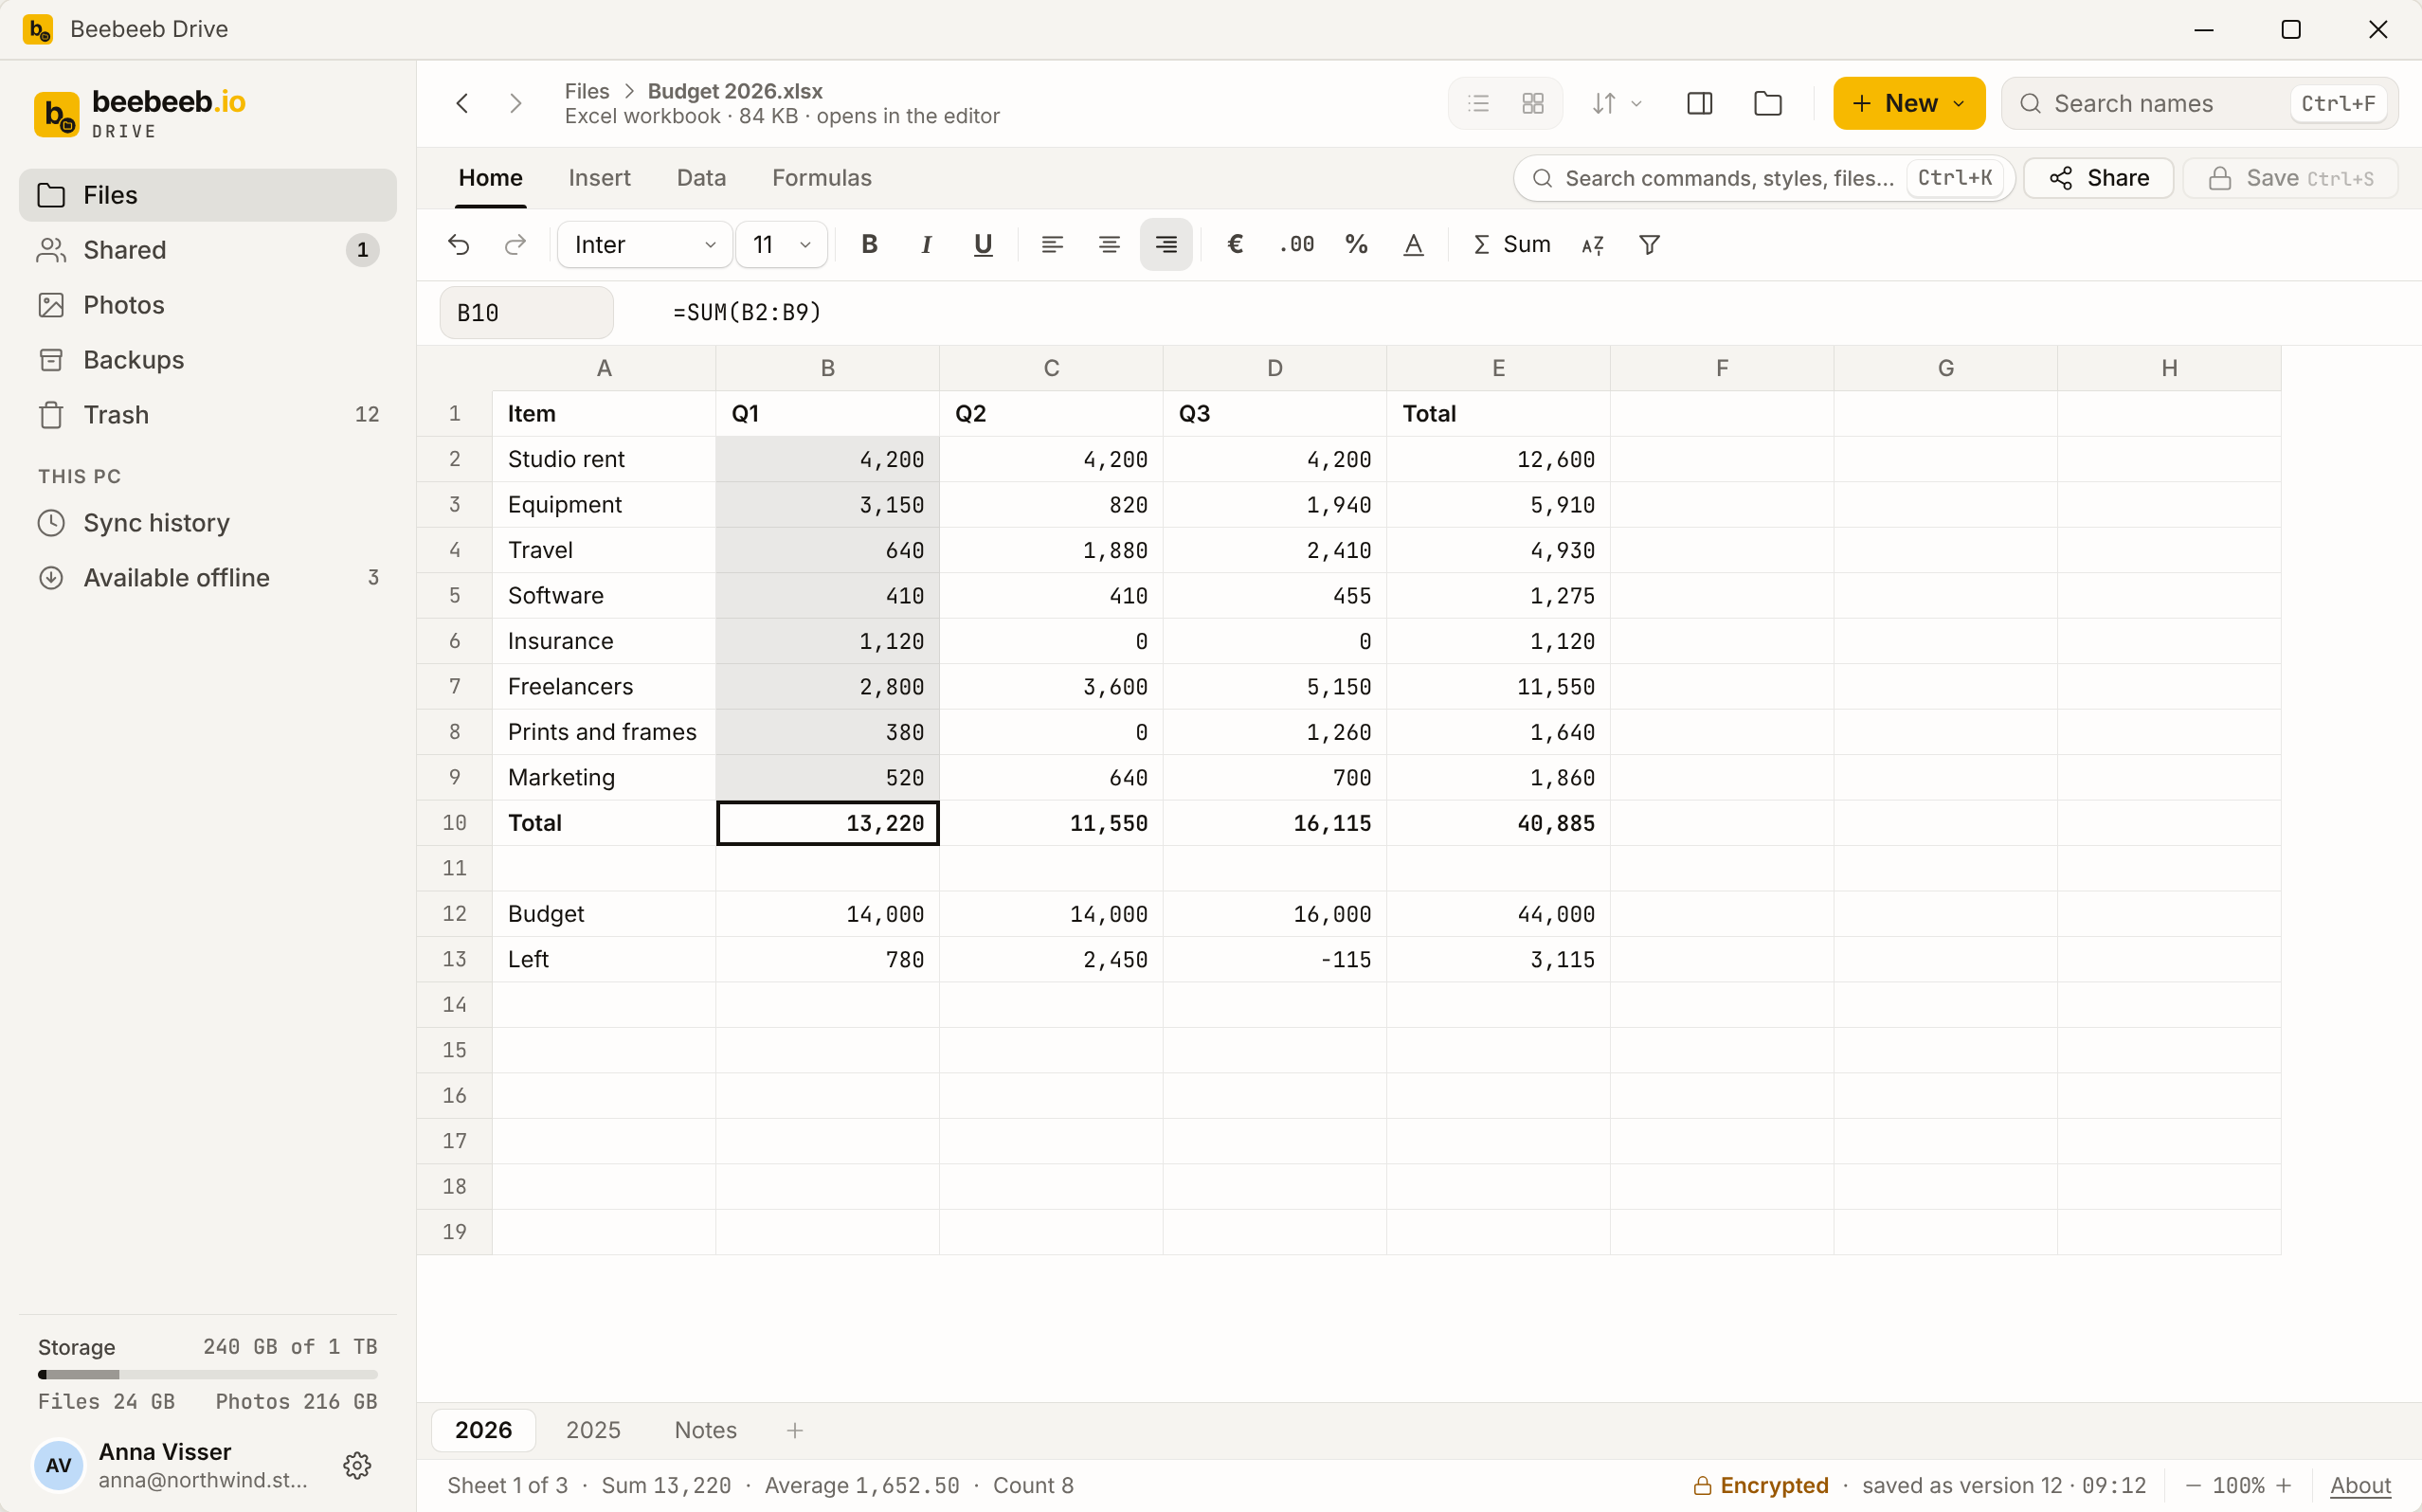 Beebeeb Drive
beebeeb.io
DRIVE
Files
Shared 1
Photos
Backups
Trash 12
THIS PC
Sync history
Available offline 3
Storage 240 GB of 1 TB
Files 24 GB Photos 216 GB
AV
Anna Visser
anna@northwind.st...
Files > Budget 2026.xlsx
Excel workbook · 84 KB · opens in the editor
+ New
Search names Ctrl+F
Home Insert Data Formulas
Search commands, styles, files... Ctrl+K
Share
Save Ctrl+S
Inter 11 B I U € .00 % A Σ Sum AZ
B10 =SUM(B2:B9)
A B C D E F G H
1 Item Q1 Q2 Q3 Total
2 Studio rent 4,200 4,200 4,200 12,600
3 Equipment 3,150 820 1,940 5,910
4 Travel 640 1,880 2,410 4,930
5 Software 410 410 455 1,275
6 Insurance 1,120 0 0 1,120
7 Freelancers 2,800 3,600 5,150 11,550
8 Prints and frames 380 0 1,260 1,640
9 Marketing 520 640 700 1,860
10 Total 13,220 11,550 16,115 40,885
11
12 Budget 14,000 14,000 16,000 44,000
13 Left 780 2,450 -115 3,115
14
15
16
17
18
19
2026 2025 Notes +
Sheet 1 of 3 · Sum 13,220 · Average 1,652.50 · Count 8
Encrypted · saved as version 12 · 09:12 − 100% + About